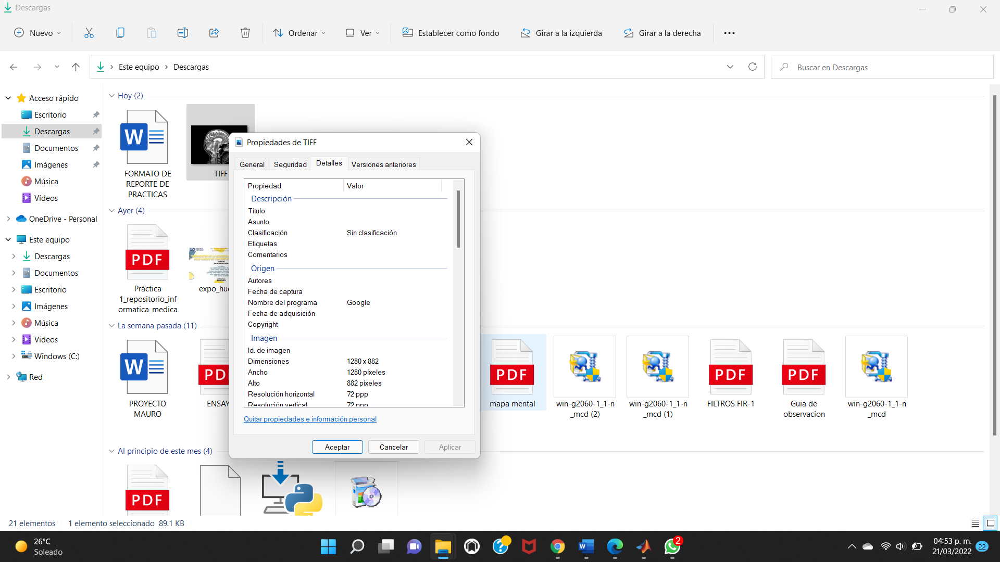 Descargas
Nuevo
Ordenar
Ver
Establecer como fondo
Girar a la izquierda
Girar a la derecha
Este equipo
Descargas
Buscar en Descargas
Acceso rápido
Escritorio
Descargas
Documentos
Imágenes
Música
Videos
OneDrive - Personal
Este equipo
Descargas
Documentos
Escritorio
Imágenes
Música
Videos
Windows (C:)
Red
Hoy (2)
W
FORMATO DE
REPORTE DE
PRACTICAS
TIFF
Ayer (4)
PDF
Práctica
1_repositorio_inf
ormatica_medica
expo_hue
La semana pasada (11)
W
PROYECTO
MAURO
ENSAY
PDF
mapa mental
win-g2060-1_1-n
_mcd (2)
win-g2060-1_1-n
_mcd (1)
PDF
FILTROS FIR-1
PDF
Guia de
observacion
win-g2060-1_1-n
_mcd
Al principio de este mes (4)
PDF
Propiedades de TIFF
General
Seguridad
Detalles
Versiones anteriores
Propiedad Valor
Descripción
Título
Asunto
Clasificación Sin clasificación
Etiquetas
Comentarios
Origen
Autores
Fecha de captura
Nombre del programa Google
Fecha de adquisición
Copyright
Imagen
Id. de imagen
Dimensiones 1280 x 882
Ancho 1280 píxeles
Alto 882 píxeles
Resolución horizontal 72 ppp
Resolución vertical 72 ppp
Quitar propiedades e información personal
Aceptar
Cancelar
Aplicar
21 elementos
1 elemento seleccionado 89.1 KB
26°C
Soleado
W
2
04:53 p. m.
21/03/2022
22